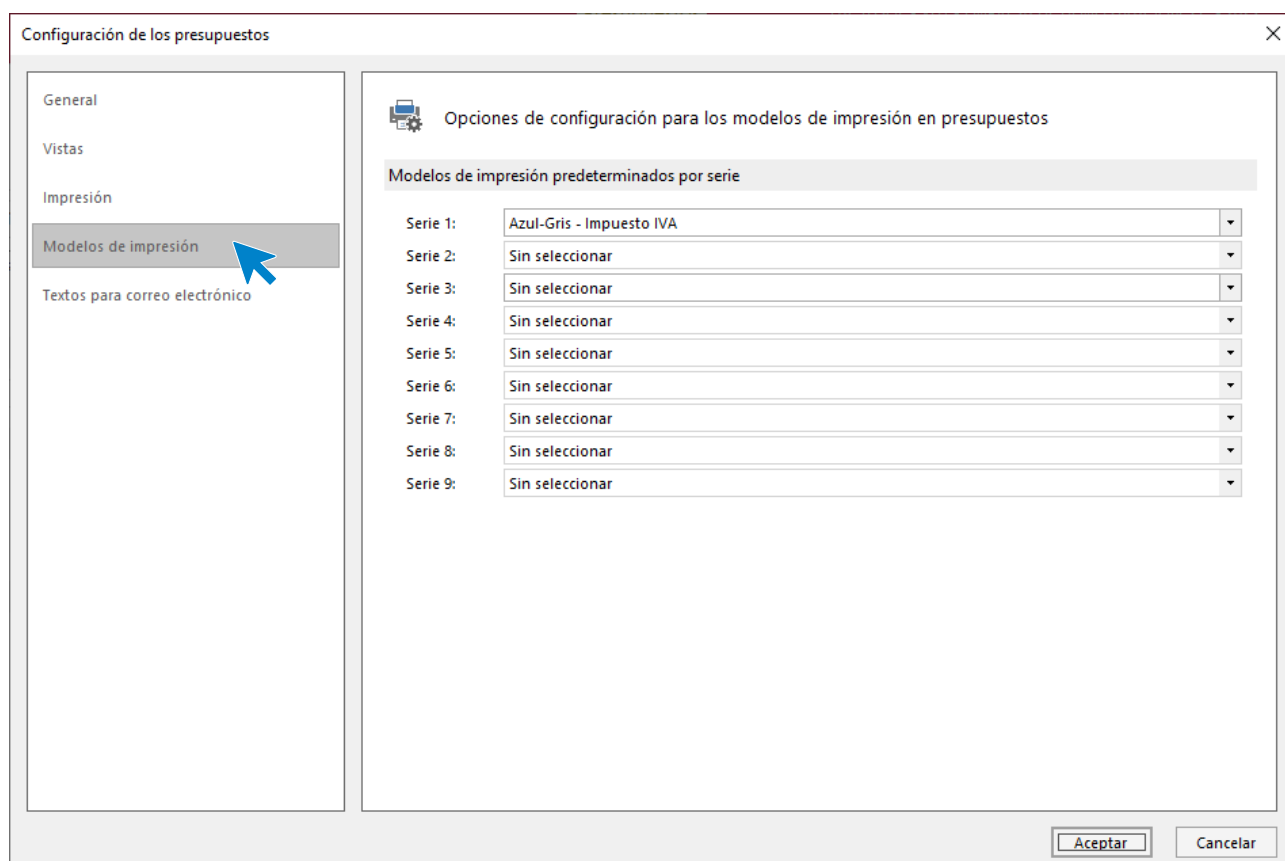 Configuración de los presupuestos
General
Vistas
Impresión
Modelos de impresión
Textos para correo electrónico
Opciones de configuración para los modelos de impresión en presupuestos
Modelos de impresión predeterminados por serie
Serie 1: Azul-Gris - Impuesto IVA
Serie 2: Sin seleccionar
Serie 3: Sin seleccionar
Serie 4: Sin seleccionar
Serie 5: Sin seleccionar
Serie 6: Sin seleccionar
Serie 7: Sin seleccionar
Serie 8: Sin seleccionar
Serie 9: Sin seleccionar
Aceptar Cancelar